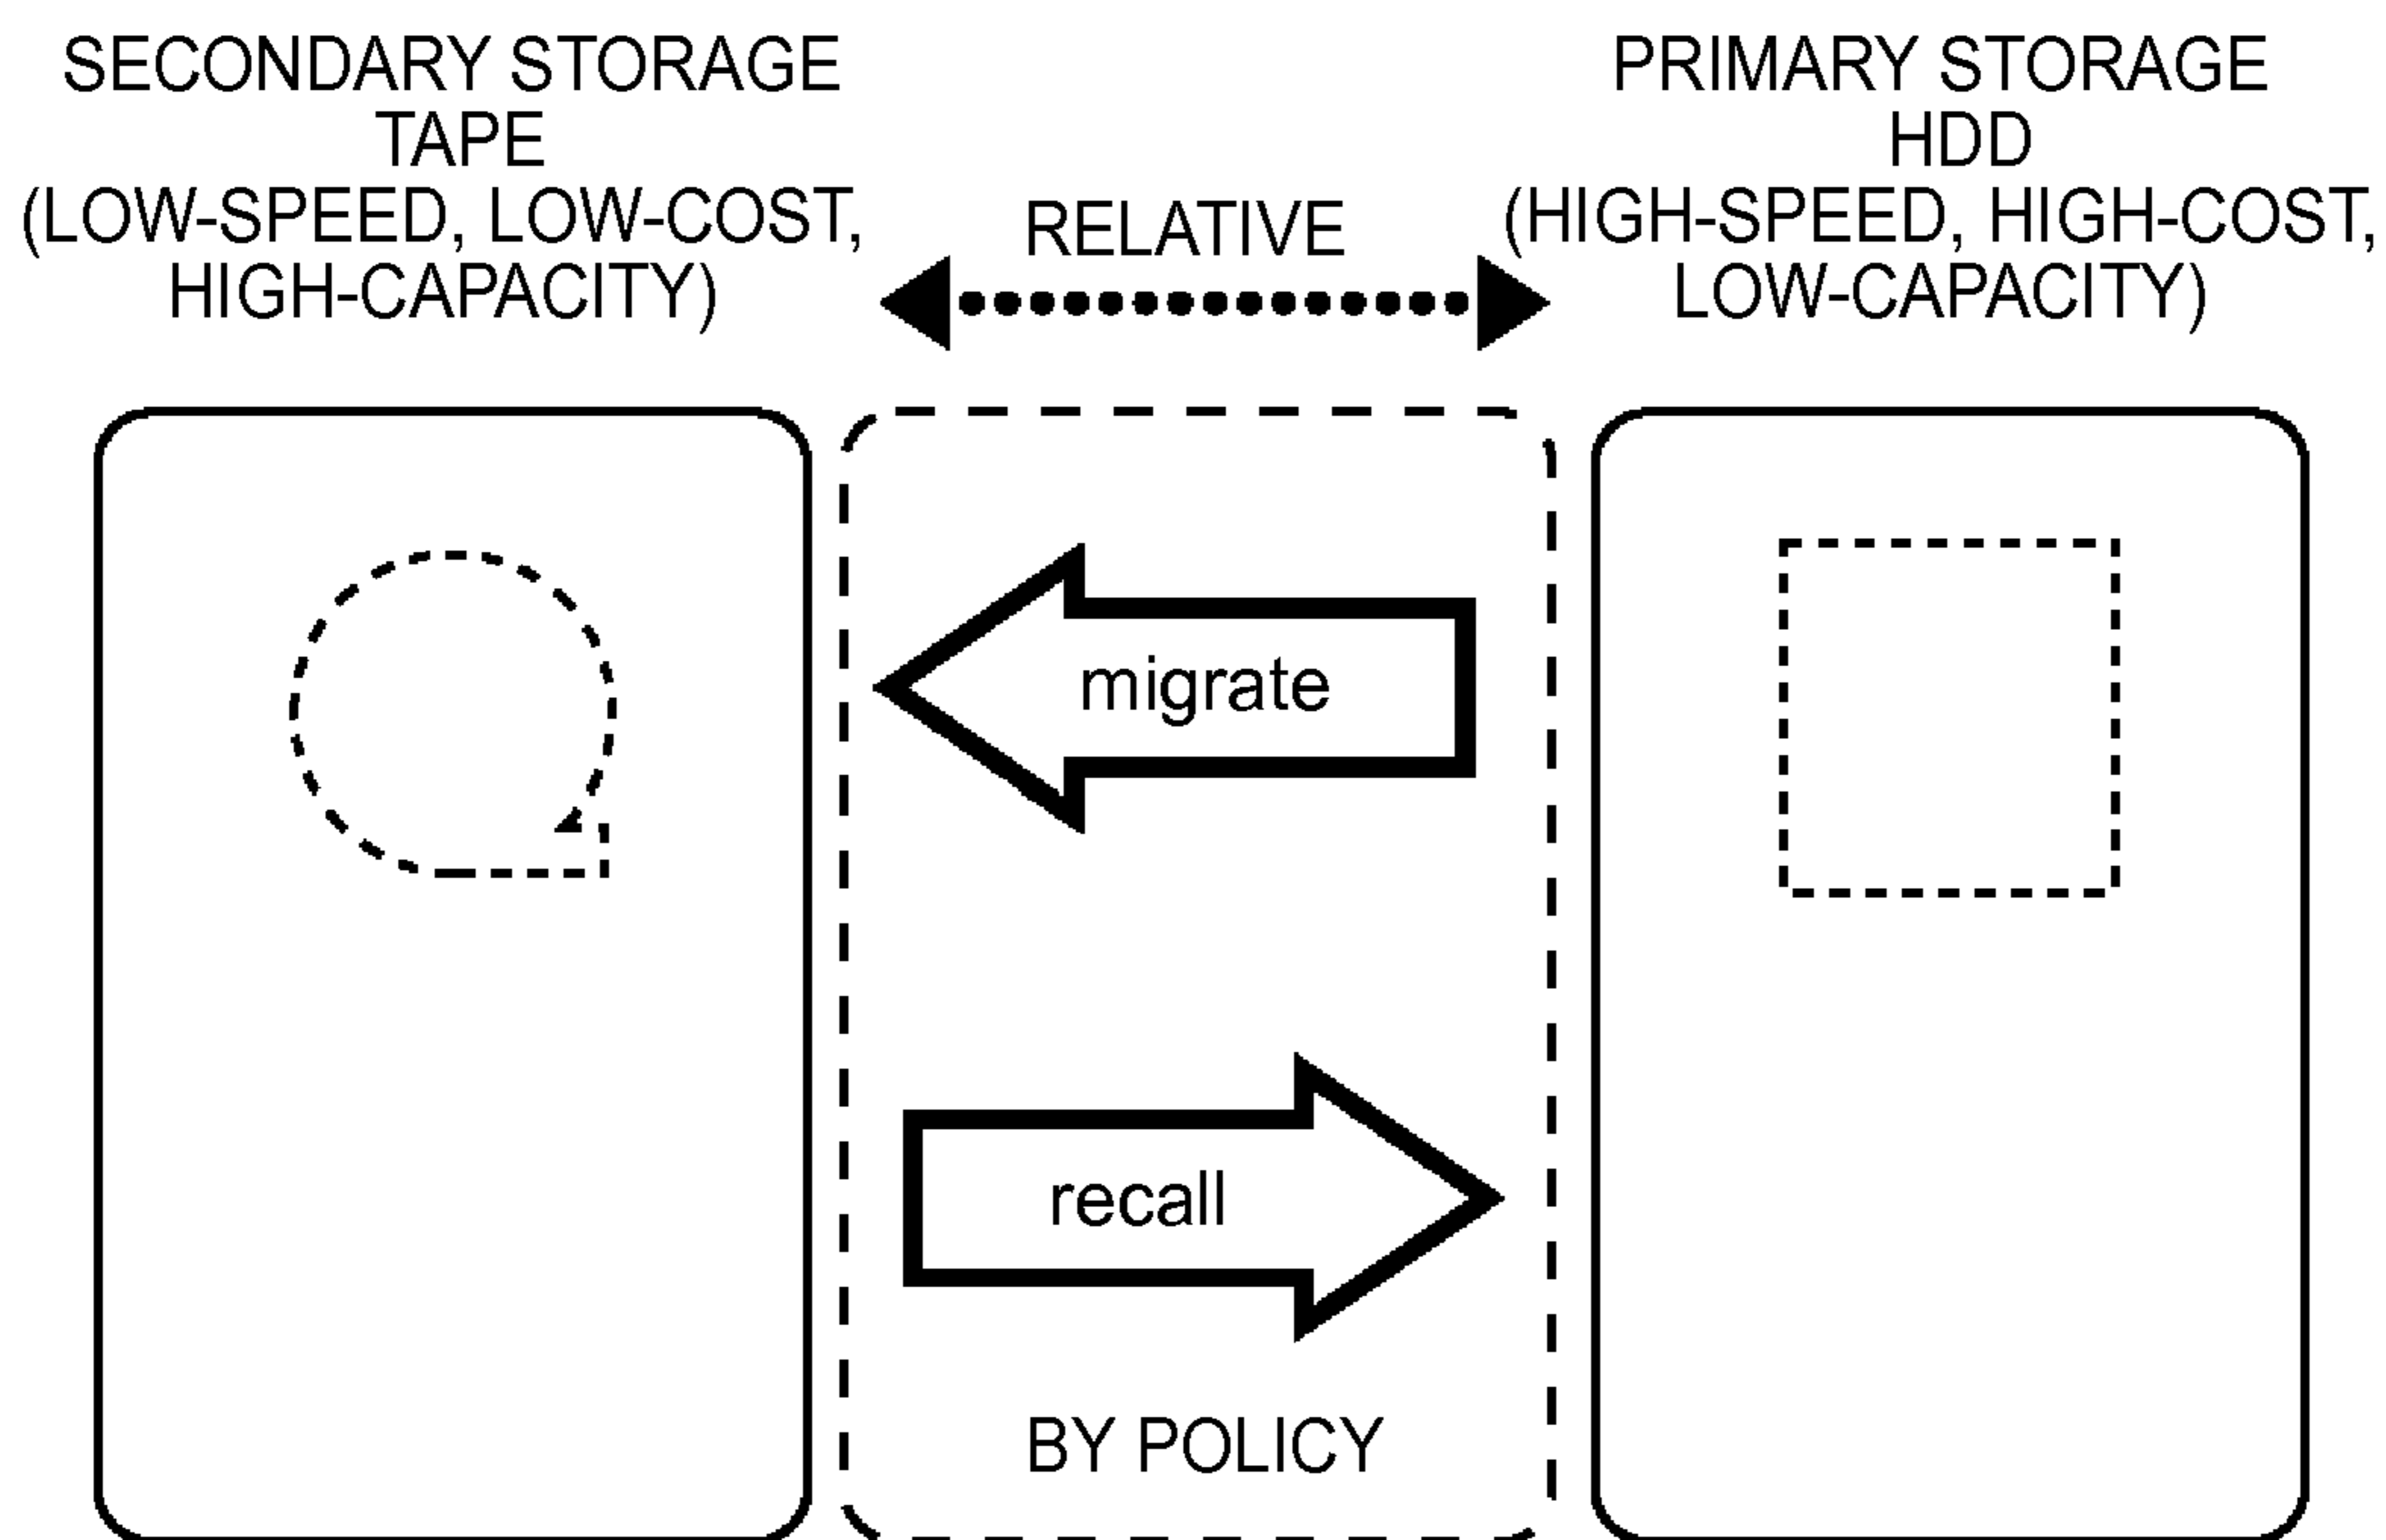 SECONDARY STORAGE
TAPE
(LOW-SPEED, LOW-COST,
HIGH-CAPACITY)
RELATIVE
PRIMARY STORAGE
HDD
(HIGH-SPEED, HIGH-COST,
LOW-CAPACITY)
migrate
recall
BY POLICY